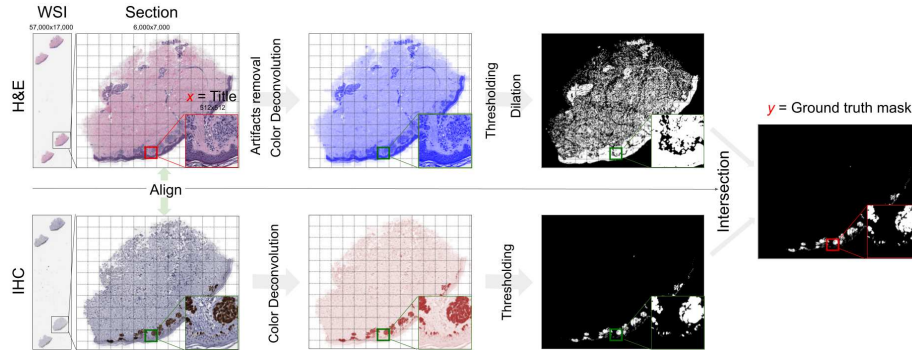 WSI
57,000x17,000
Section
6,000x7,000
H&E
x = Title
512x512
Artifacts removal
Color Deconvolution
Thresholding
Dilation
y = Ground truth mask
Align
Intersection
IHC
Color Deconvolution
Thresholding